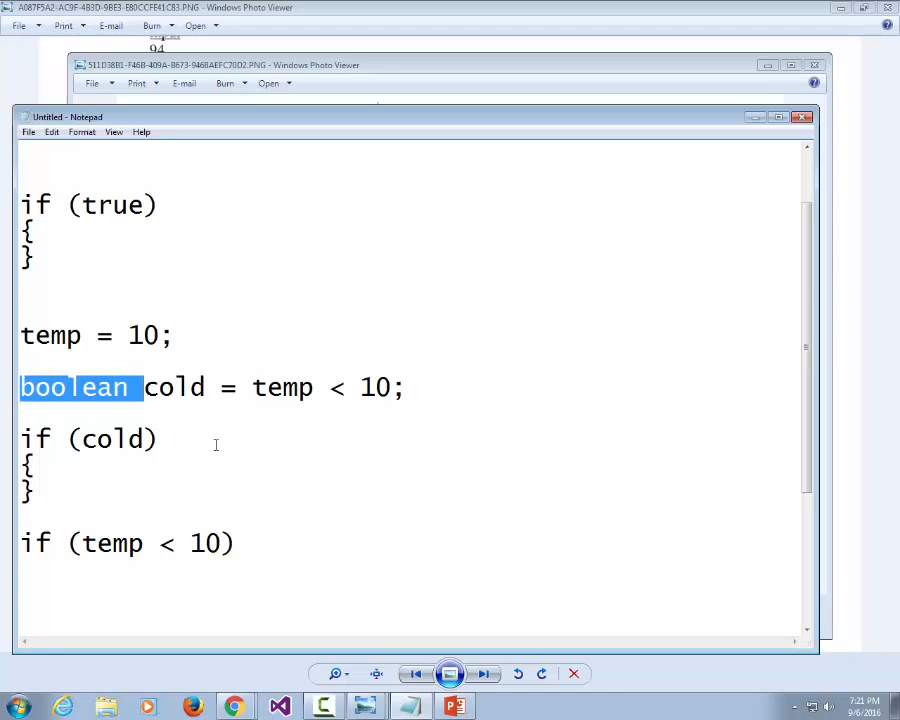 A087F5A2-AC9F-4B3D-9BE3-E80CCFE41C83.PNG - Windows Photo Viewer
File Print E-mail Burn Open
94
511D38B1-F46B-409A-B673-9468AEFC70D2.PNG - Windows Photo Viewer
File Print E-mail Burn Open
Untitled - Notepad
File Edit Format View Help
if (true)
{
}
temp = 10;
boolean cold = temp < 10;
if (cold)
{
}
if (temp < 10)
7:21 PM
9/6/2016